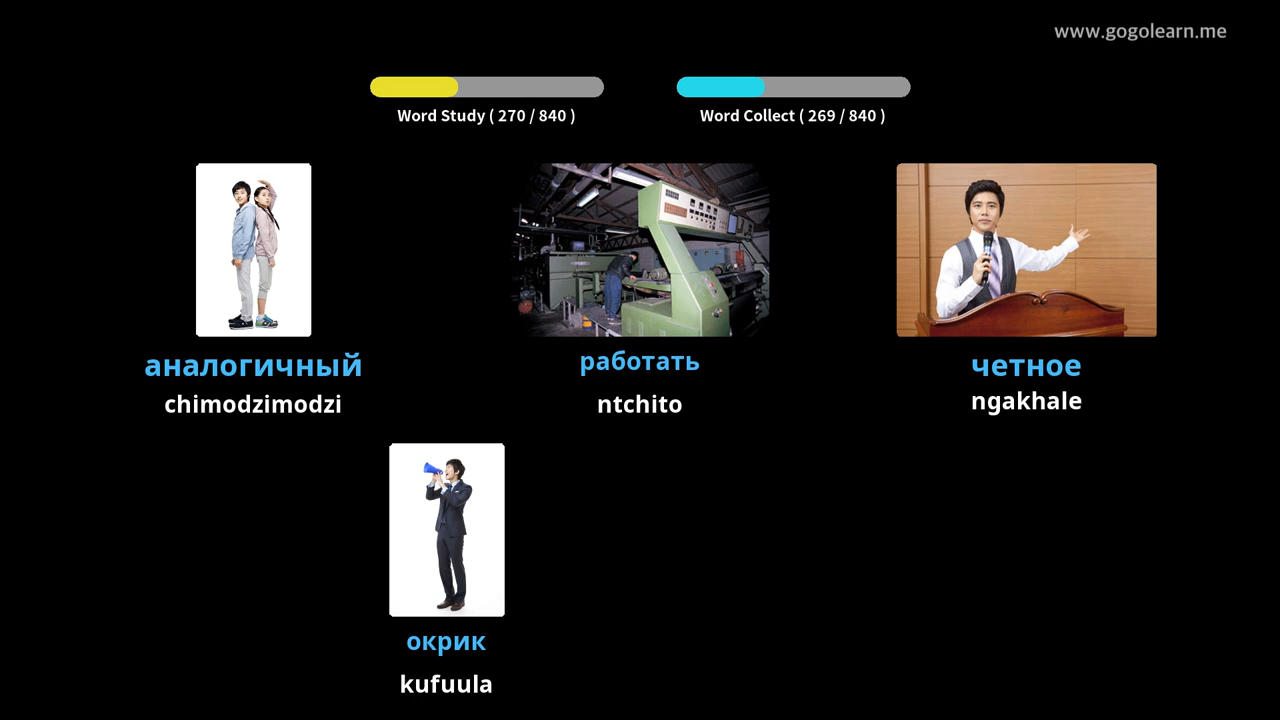 www.gogolearn.me
Word Study ( 270 / 840 )
Word Collect ( 269 / 840 )
аналогичный
chimodzimodzi
работать
ntchito
четное
ngakhale
окрик
kufuula